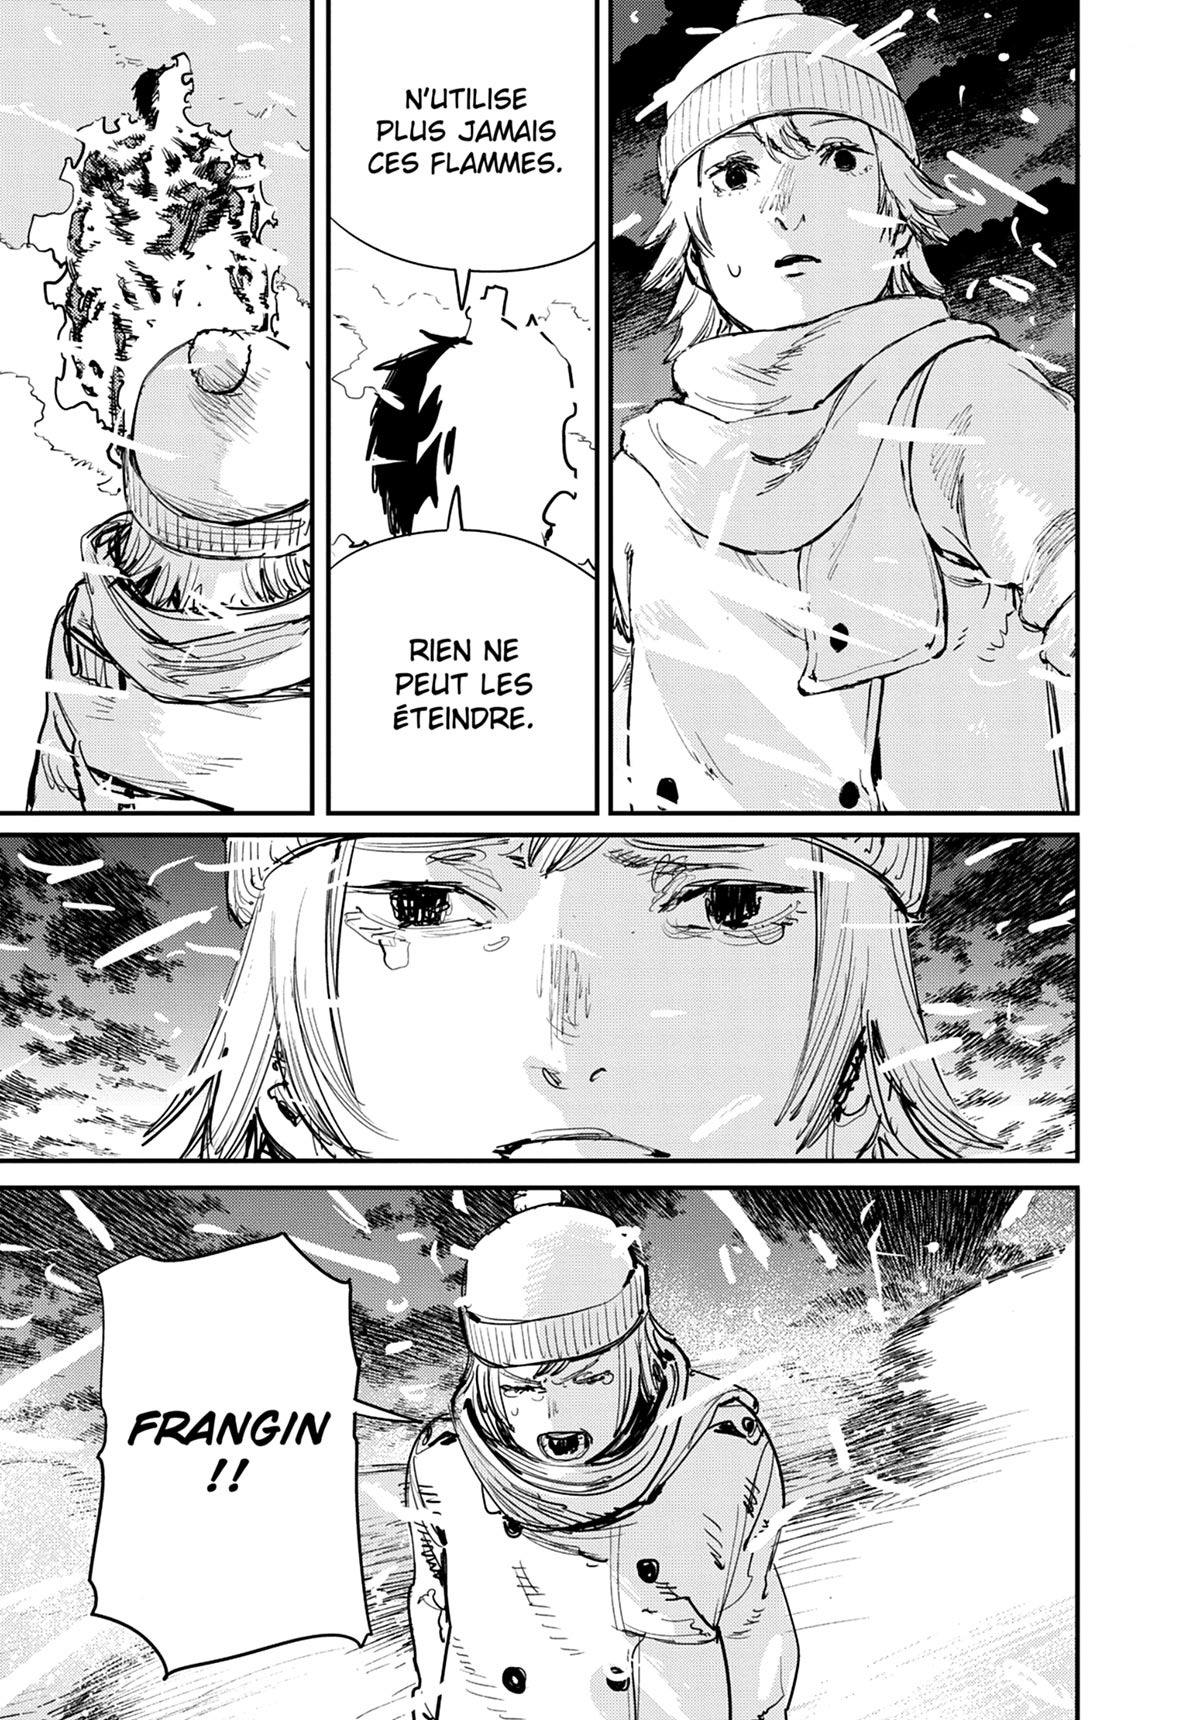 N'UTILISE
PLUS JAMAIS
CES FLAMMES.
RIEN NE
PEUT LES
ÉTEINDRE.
FRANGIN
!!